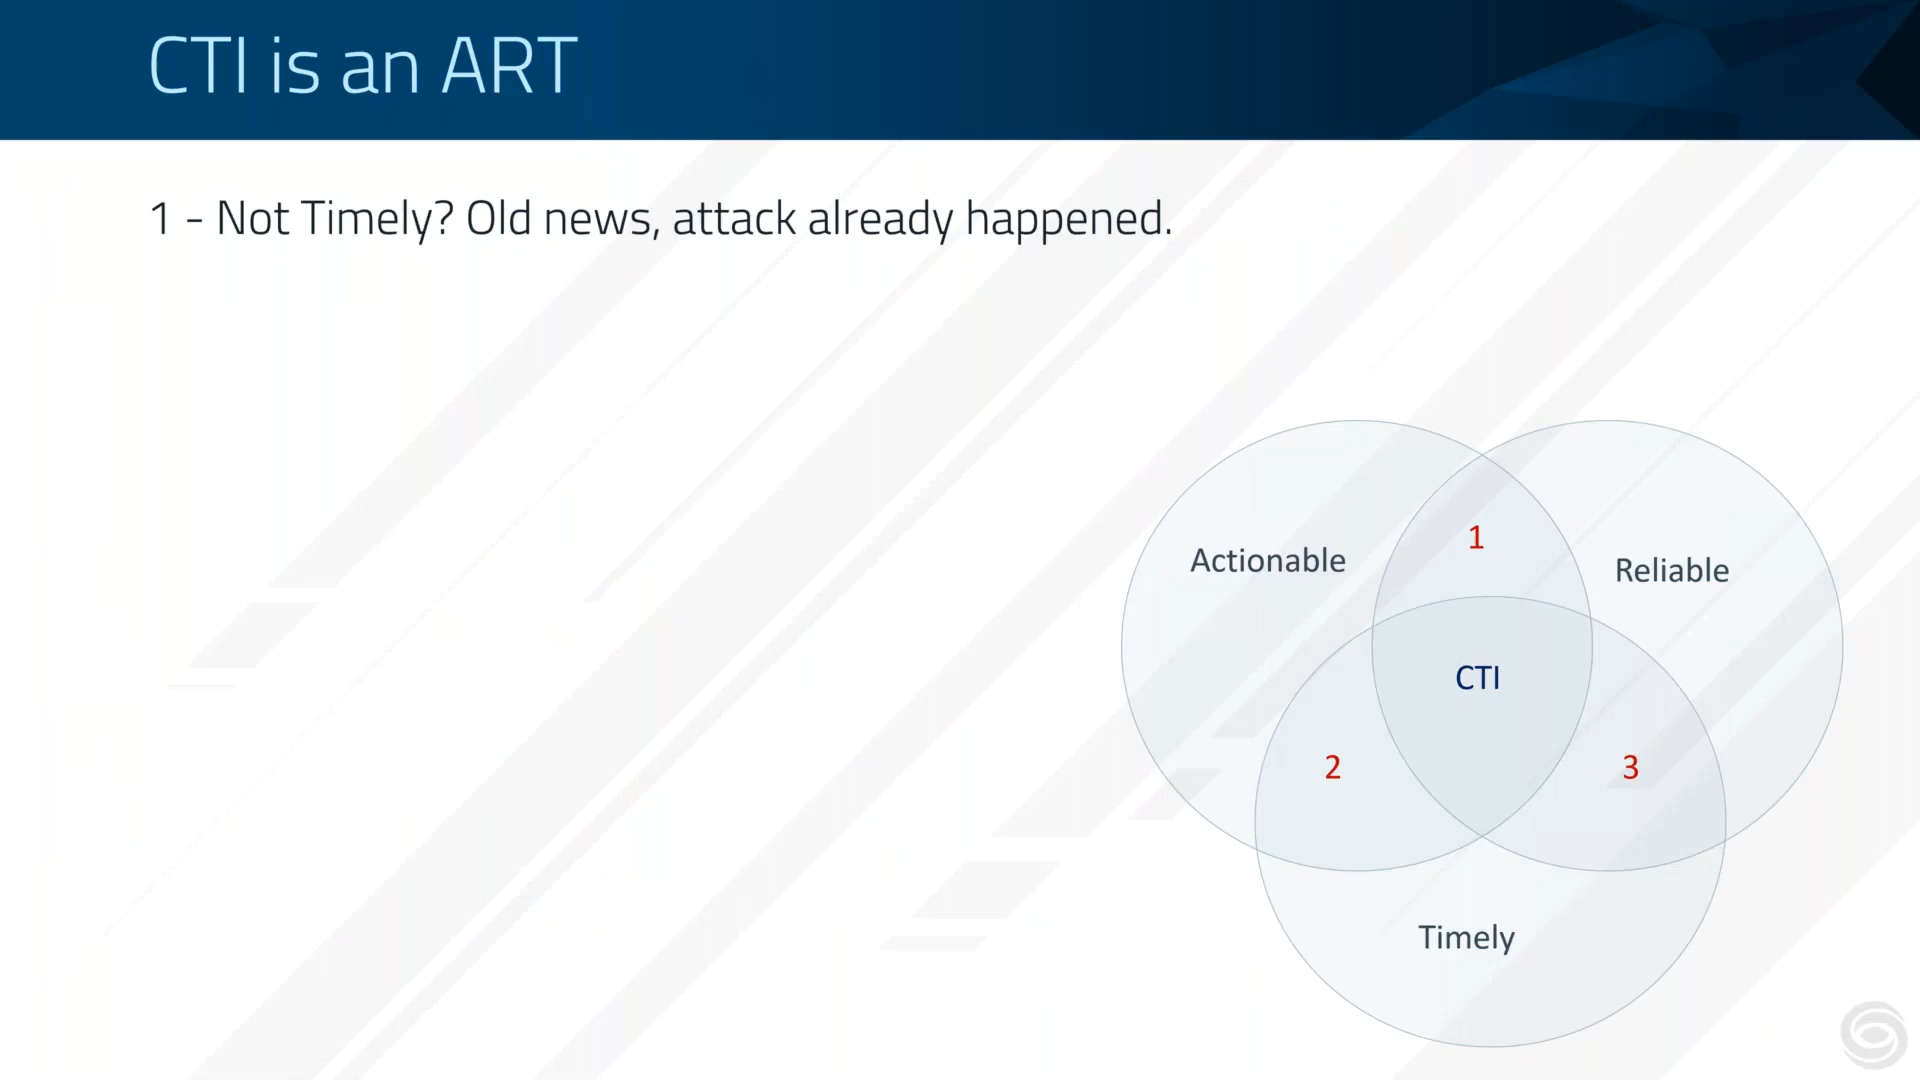 CTI is an ART
1 - Not Timely? Old news, attack already happened.
1
Actionable
Reliable
CTI
2
3
Timely